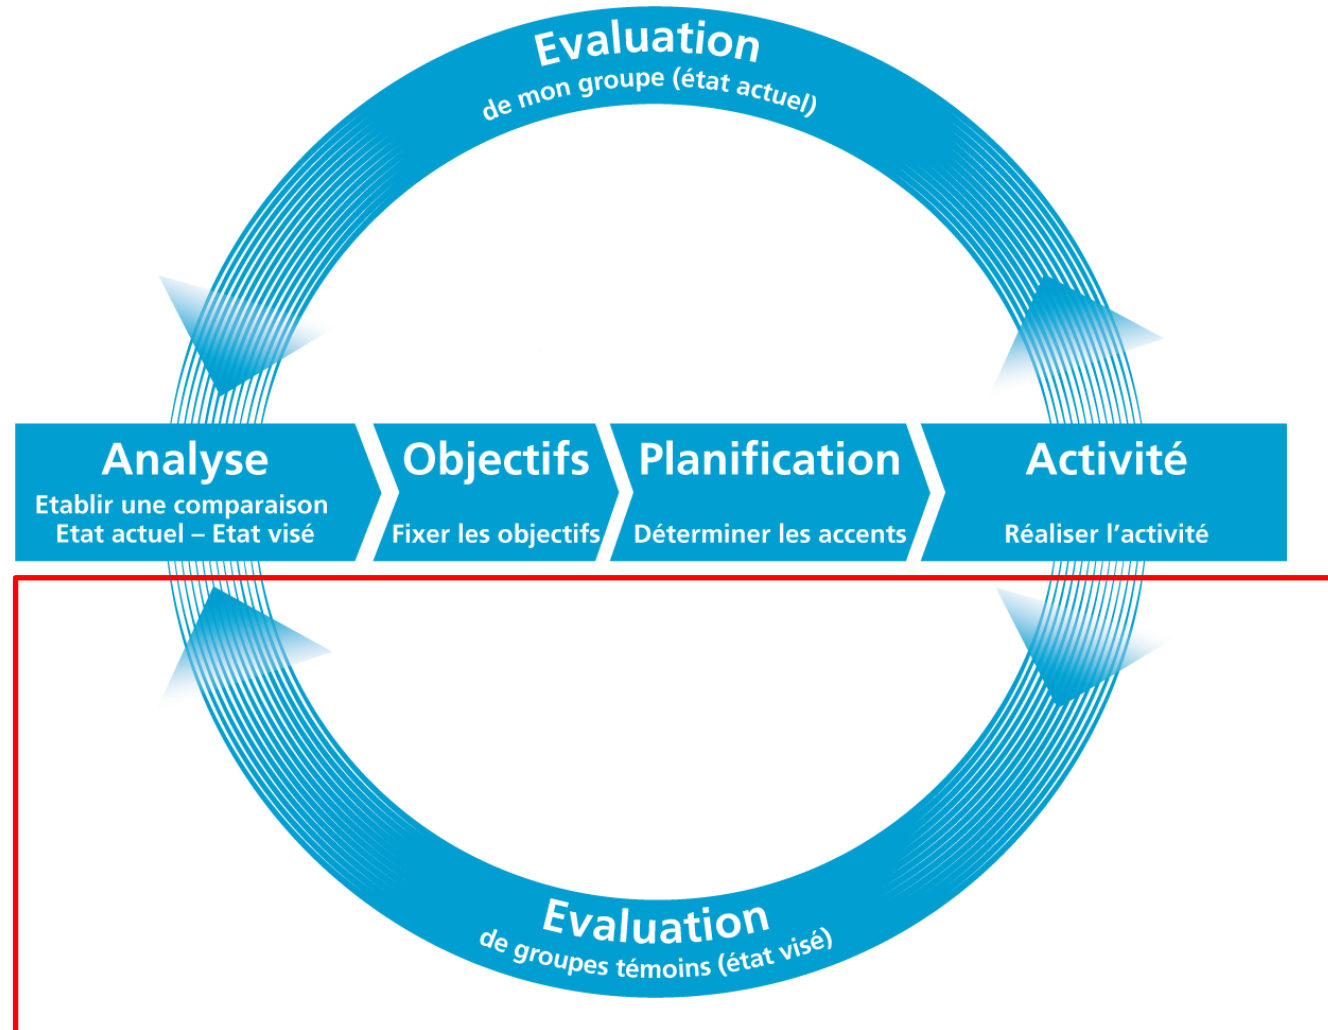 Evaluation
de mon groupe (état actuel)
Analyse
Etablir une comparaison
Etat actuel – Etat visé
Objectifs
Fixer les objectifs
Planification
Déterminer les accents
Activité
Réaliser l’activité
Evaluation
de groupes témoins (état visé)